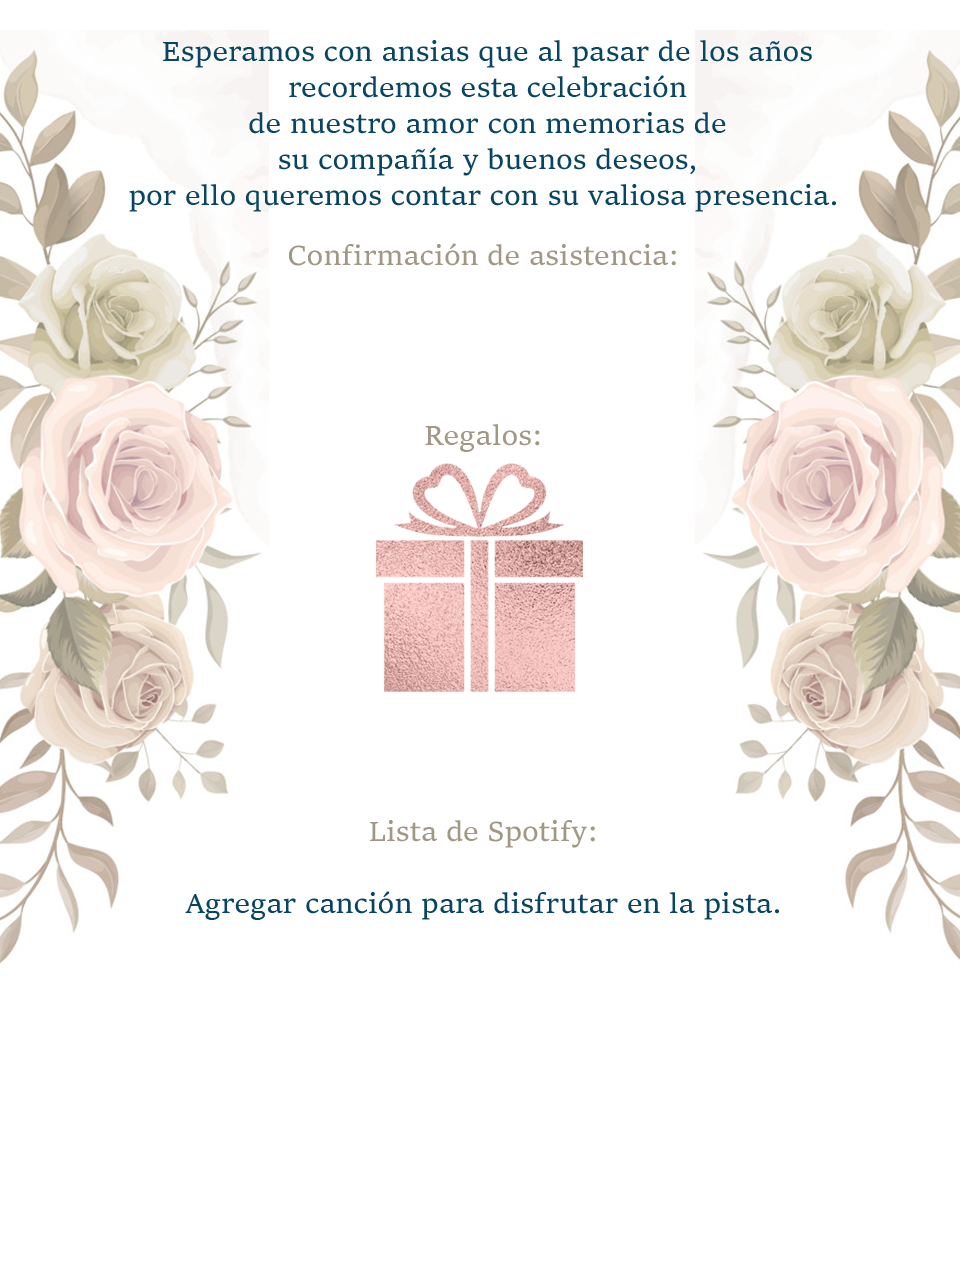 Esperamos con ansias que al pasar de los años
recordemos esta celebración
de nuestro amor con memorias de
su compañía y buenos deseos,
por ello queremos contar con su valiosa presencia.
Confirmación de asistencia:
Regalos:
Lista de Spotify:
Agregar canción para disfrutar en la pista.